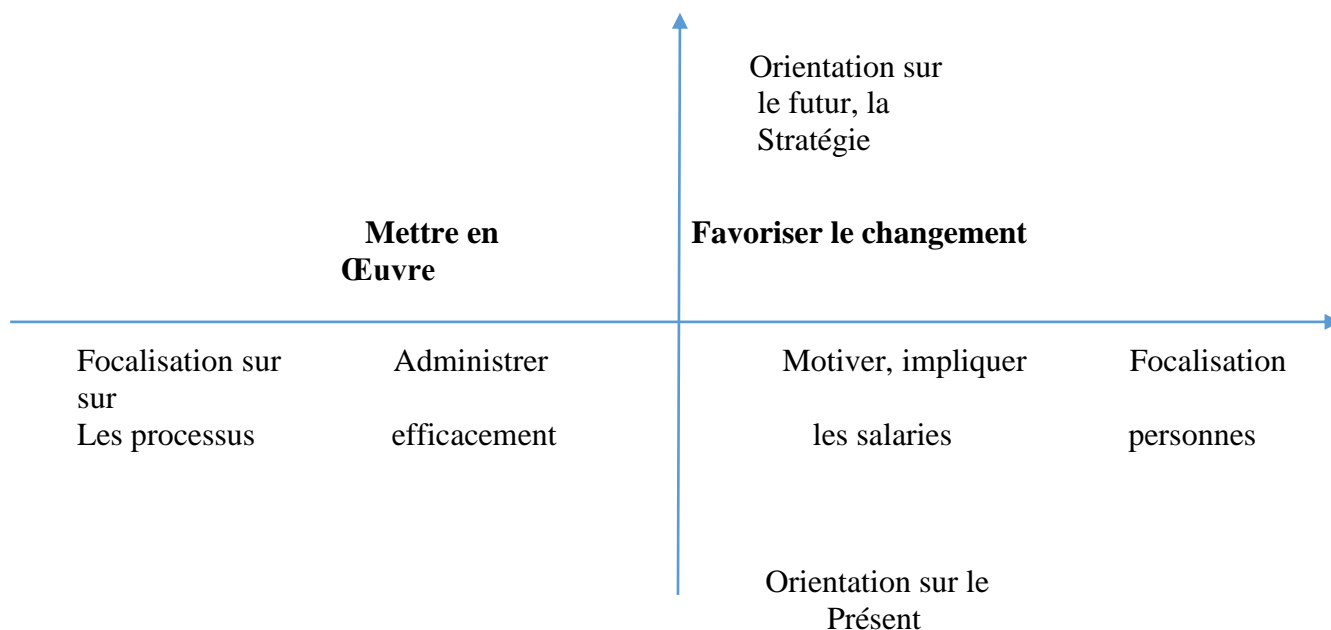 Orientation sur
le futur, la
Stratégie
Mettre en Favoriser le changement
Œuvre
Focalisation sur Administrer Motiver, impliquer Focalisation
sur
Les processus efficacement les salaries personnes
Orientation sur le
Présent